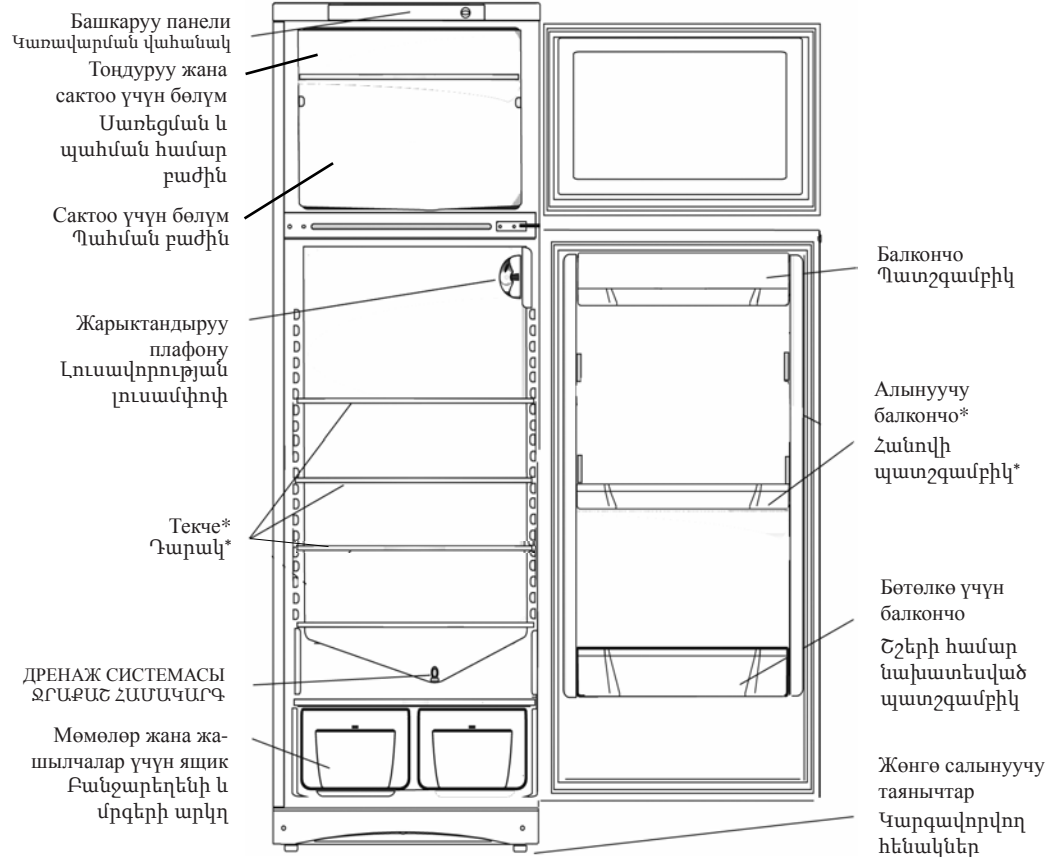 Башкаруу панели
Կառավարման վահանակ
Тоңдуруу жана
сактоо үчүн бөлүм
Սառեցման և
պահման համար
բաժին
Сактоо үчүн бөлүм
Պահման բաժին
Жарыктандыруу
плафону
Լուսավորության
լուսամփոփ
Текче*
Դարակ*
ДРЕНАЖ СИСТЕМАСЫ
ՋՐԱՔԱՇ ՀԱՄԱԿԱՐԳ
Мөмөлөр жана жа-
шылчалар үчүн ящик
Բանջարեղենի և
մրգերի արկղ
Балкончо
Պատշգամբիկ
Алынуучу
балкончо*
Հանովի
պատշգամբիկ*
Бөтөлкө үчүн
балкончо
Շշերի համար
նախատեսված
պատշգամբիկ
Жөнгө салынуучу
таянычтар
Կարգավորվող
հենակներ